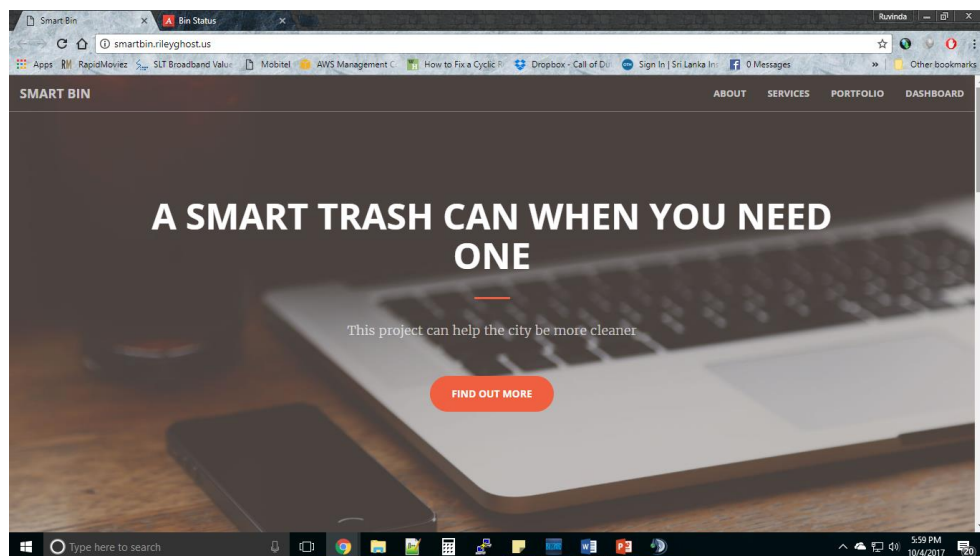 Smart Bin
Bin Status
Ruvinda
smartbin.rileyghost.us
Apps RM RapidMoviez SLT Broadband Value Mobitel AWS Management C How to Fix a Cyclic R Dropbox - Call of Du Sign In | Sri Lanka In 0 Messages » Other bookmarks
SMART BIN
ABOUT SERVICES PORTFOLIO DASHBOARD
A SMART TRASH CAN WHEN YOU NEED
ONE
This project can help the city be more cleaner
FIND OUT MORE
Type here to search
5:59 PM
10/4/2017